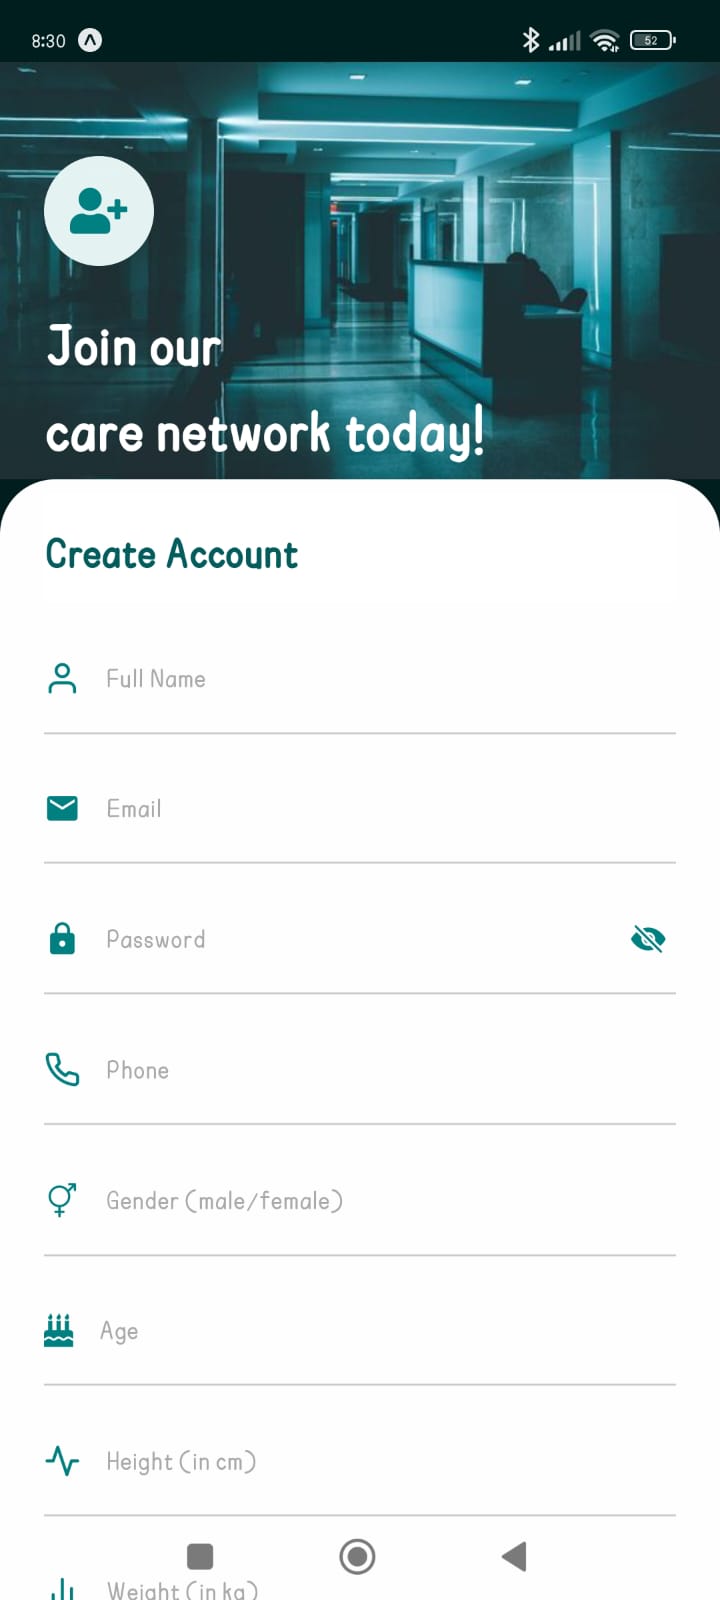 8:30
52
Join our
care network today!
Create Account
Full Name
Email
Password
Phone
Gender (male/female)
Age
Height (in cm)
Weight (in kg)